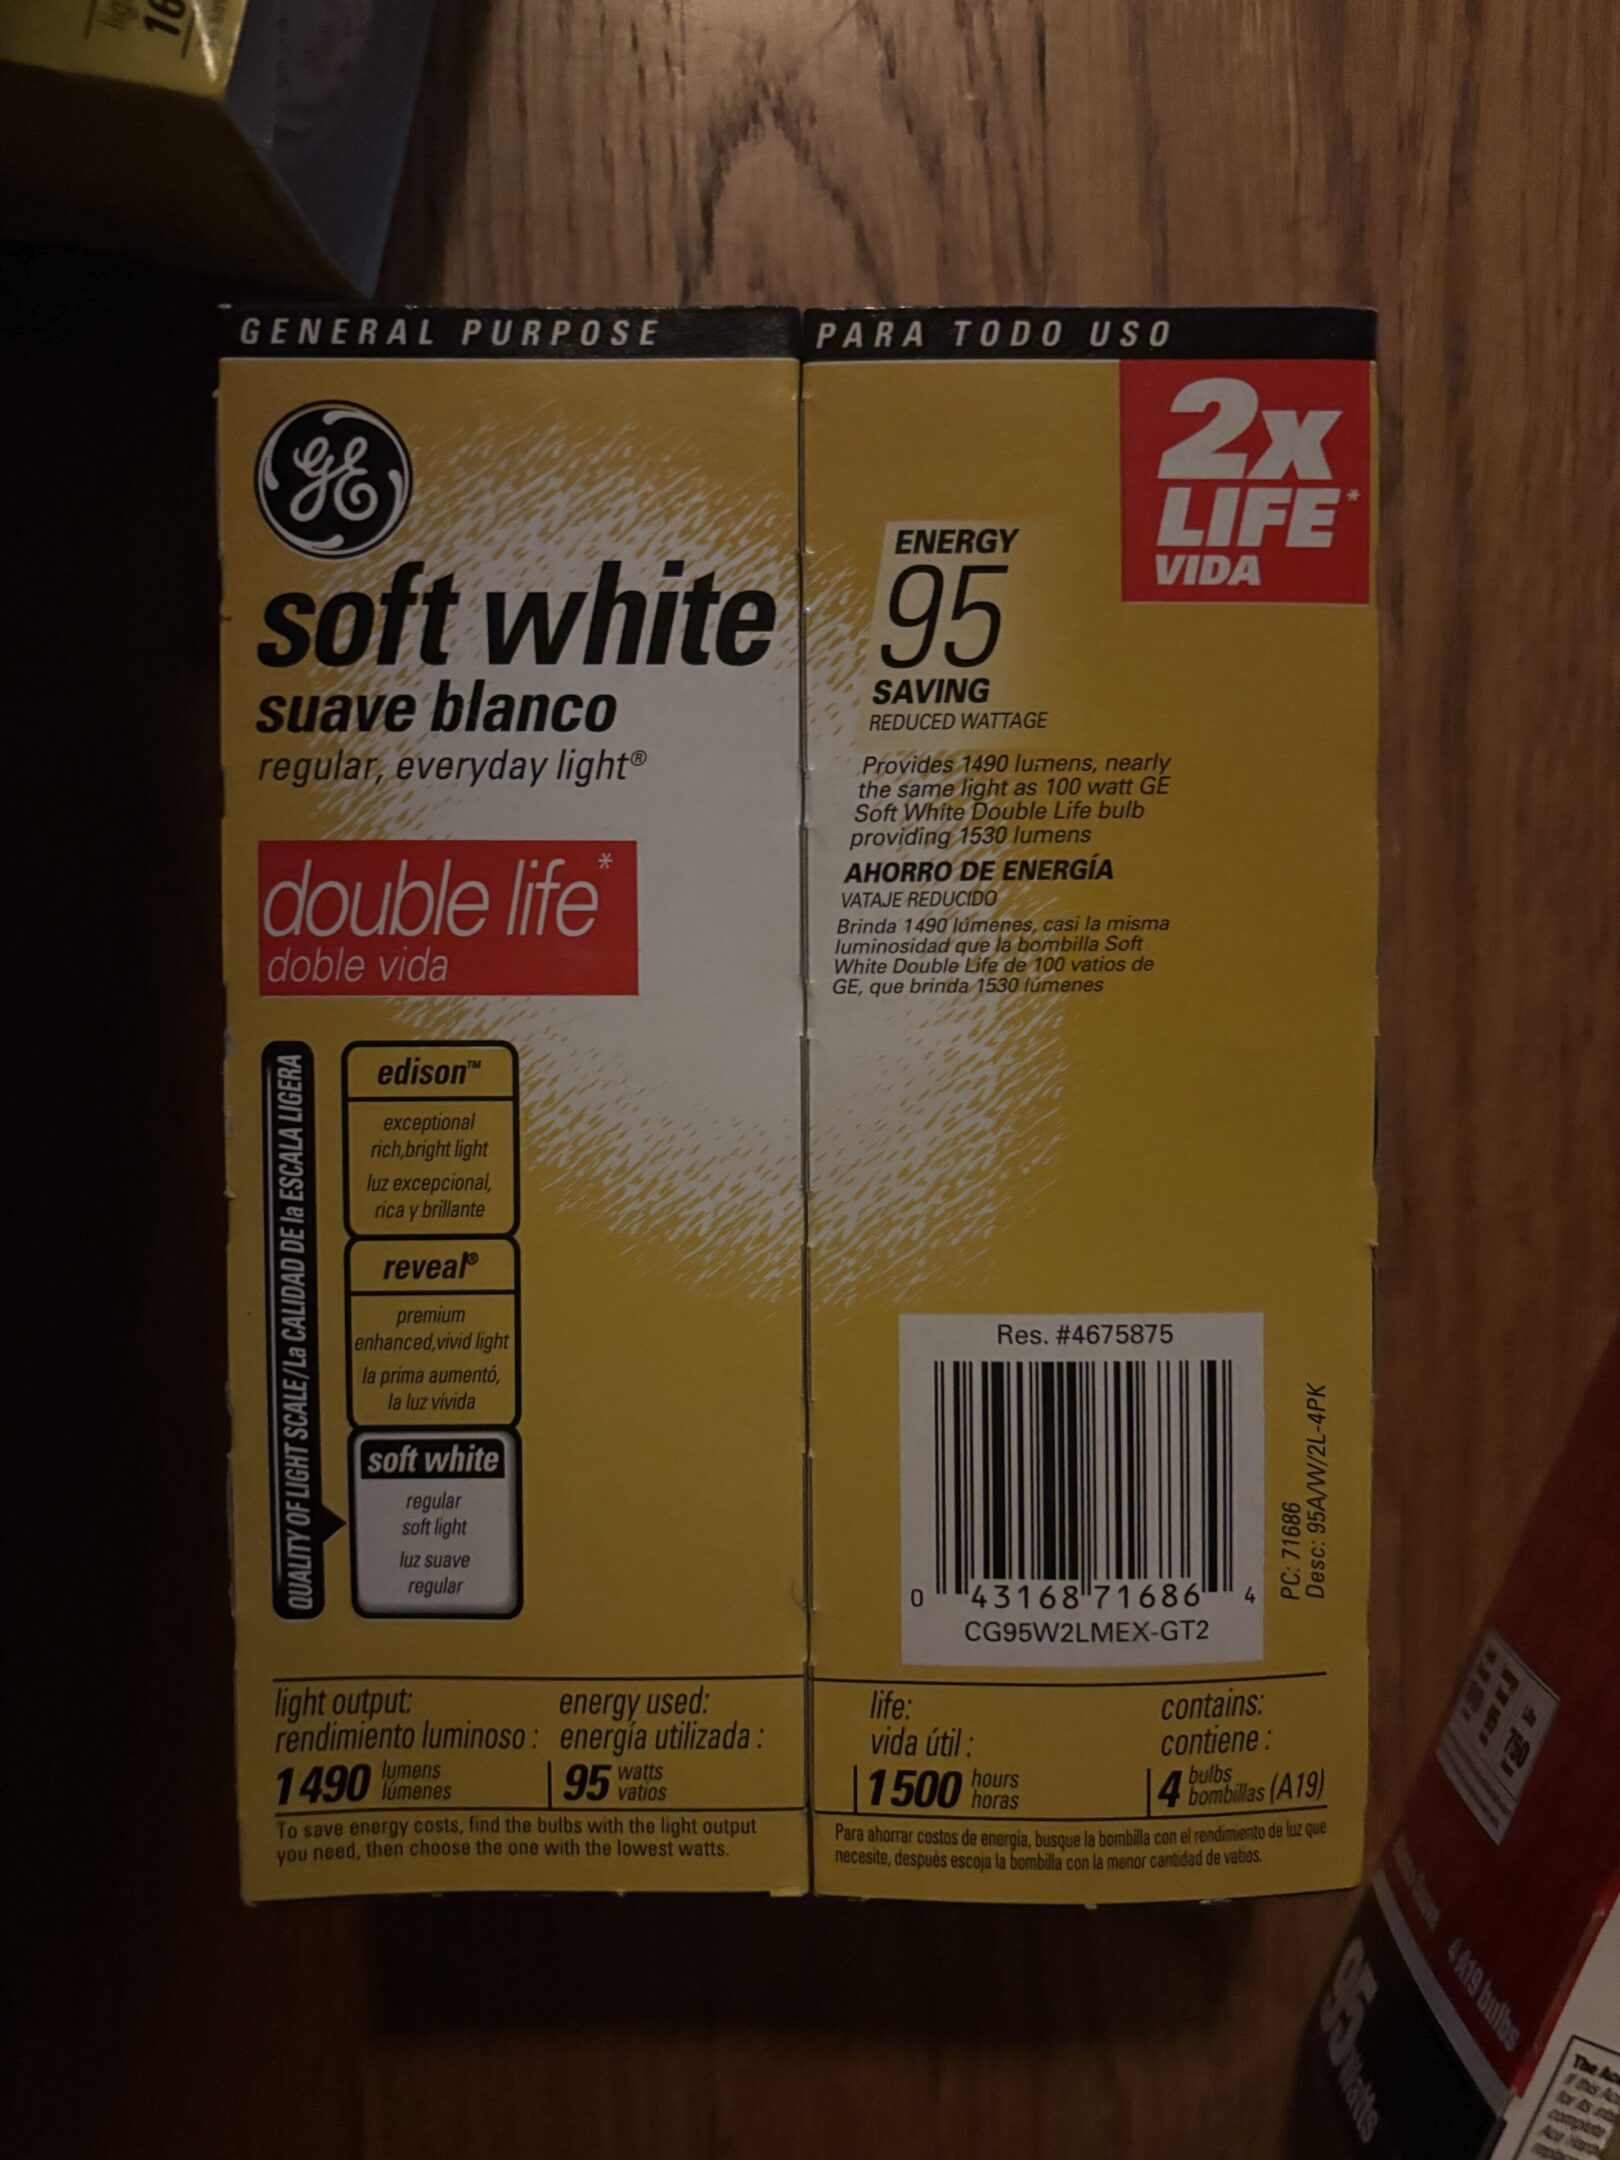 16
GENERAL PURPOSE
GE
soft white
suave blanco
regular, everyday light®
double life*
doble vida
QUALITY OF LIGHT SCALE/La CALIDAD DE la ESCALA LIGERA
edison™
exceptional
rich,bright light
luz excepcional,
rica y brillante
reveal®
premium
enhanced,vivid light
la prima aumentó,
la luz vívida
soft white
regular
soft light
luz suave
regular
light output:
rendimiento luminoso :
1490 lumens
lúmenes
energy used:
energía utilizada :
95 watts
vatios
To save energy costs, find the bulbs with the light output
you need, then choose the one with the lowest watts.
PARA TODO USO
2x
LIFE*
VIDA
ENERGY
95
SAVING
REDUCED WATTAGE
Provides 1490 lumens, nearly
the same light as 100 watt GE
Soft White Double Life bulb
providing 1530 lumens
AHORRO DE ENERGÍA
VATAJE REDUCIDO
Brinda 1490 lúmenes, casi la misma
luminosidad que la bombilla Soft
White Double Life de 100 vatios de
GE, que brinda 1530 lúmenes
Res. #4675875
0 43168 71686 4
CG95W2LMEX-GT2
PC: 71686
Desc: 95A/W/2L-4PK
life:
vida útil :
1500 hours
horas
contains:
contiene :
4 bulbs
bombillas (A19)
Para ahorrar costos de energía, busque la bombilla con el rendimiento de luz que
necesite, después escoja la bombilla con la menor cantidad de vatios.
95
750
4 A19 bulbs
95 watts